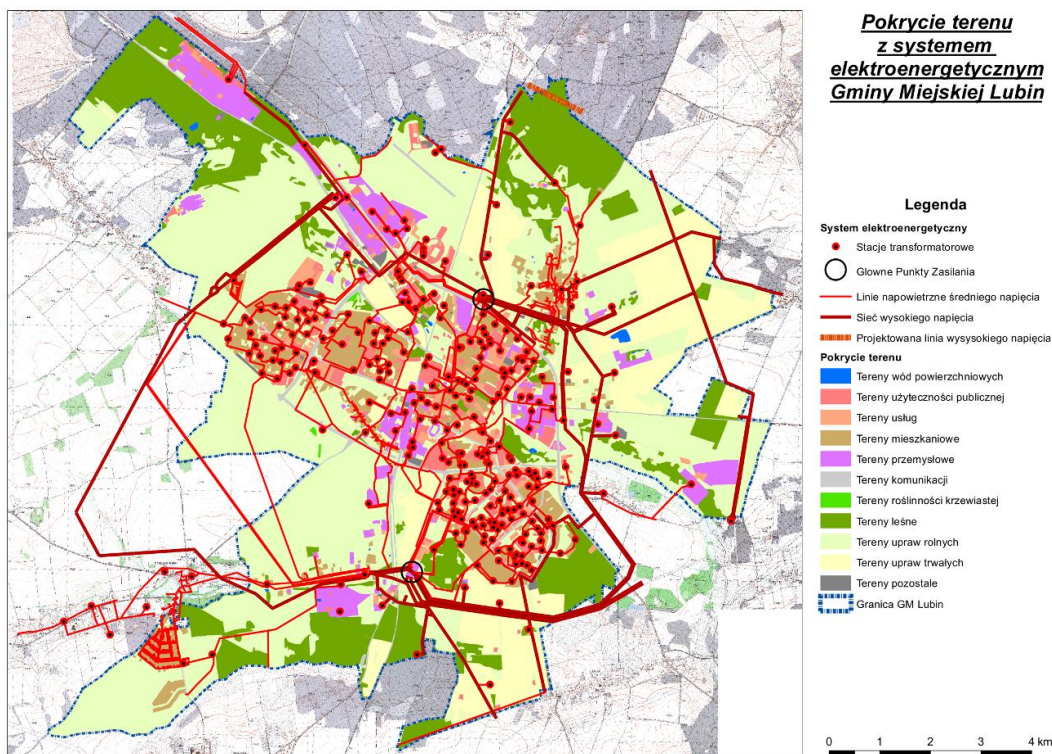 Pokrycie terenu
z systemem
elektroenergetycznym
Gminy Miejskiej Lubin
Legenda
System elektroenergetyczny
Stacje transformatorowe
Glowne Punkty Zasilania
Linie napowietrzne średniego napięcia
Sieć wysokiego napięcia
Projektowana linia wysysokiego napięcia
Pokrycie terenu
Tereny wód powierzchniowych
Tereny użyteczności publicznej
Tereny usług
Tereny mieszkaniowe
Tereny przemysłowe
Tereny komunikacji
Tereny roślinności krzewiastej
Tereny leśne
Tereny upraw rolnych
Tereny upraw trwałych
Tereny pozostale
Granica GM Lubin
0 1 2 3 4 km